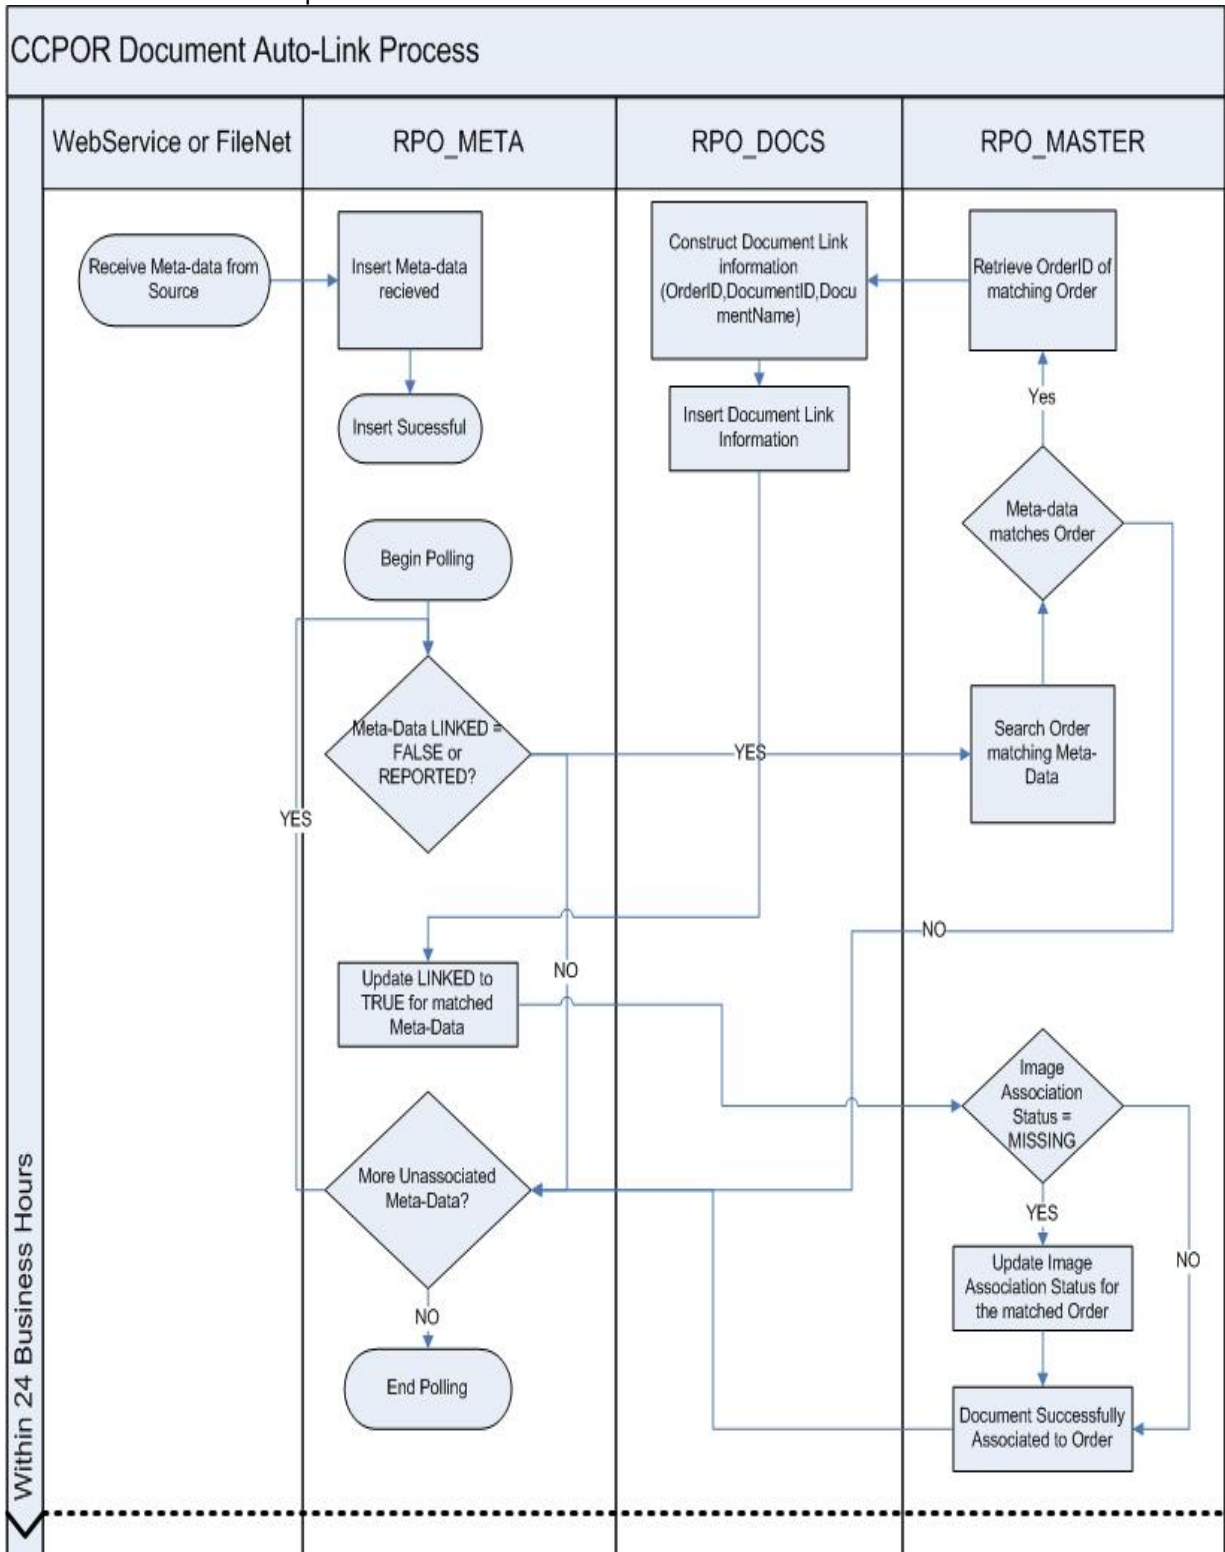 CCPOR Document Auto-Link Process
WebService or FileNet
RPO_META
RPO_DOCS
RPO_MASTER
Receive Meta-data from
Source
Insert Meta-data
recieved
Construct Document Link
information
(OrderID,DocumentID,Docu
mentName)
Retrieve OrderID of
matching Order
Insert Sucessful
Insert Document Link
Information
Yes
Meta-data
matches Order
Begin Polling
Meta-Data LINKED =
FALSE or
REPORTED?
YES
Search Order
matching Meta-
Data
YES
NO
Update LINKED to
TRUE for matched
Meta-Data
NO
Image
Association
Status =
MISSING
More Unassociated
Meta-Data?
YES
NO
Update Image
Association Status for
the matched Order
NO
End Polling
Document Successfully
Associated to Order
Within 24 Business Hours